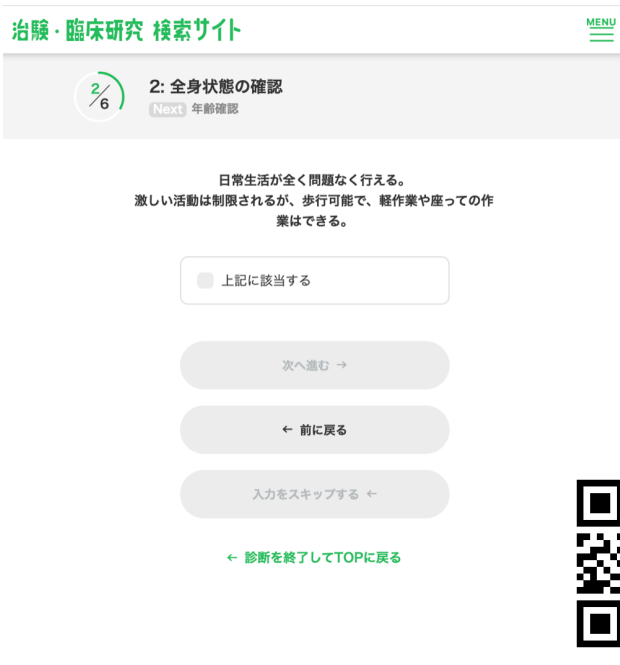 治験・臨床研究 検索サイト
MENU
2/6
2: 全身状態の確認
Next 年齢確認
日常生活が全く問題なく行える。
激しい活動は制限されるが、歩行可能で、軽作業や座っての作
業はできる。
上記に該当する
次へ進む →
← 前に戻る
入力をスキップする ←
← 診断を終了してTOPに戻る